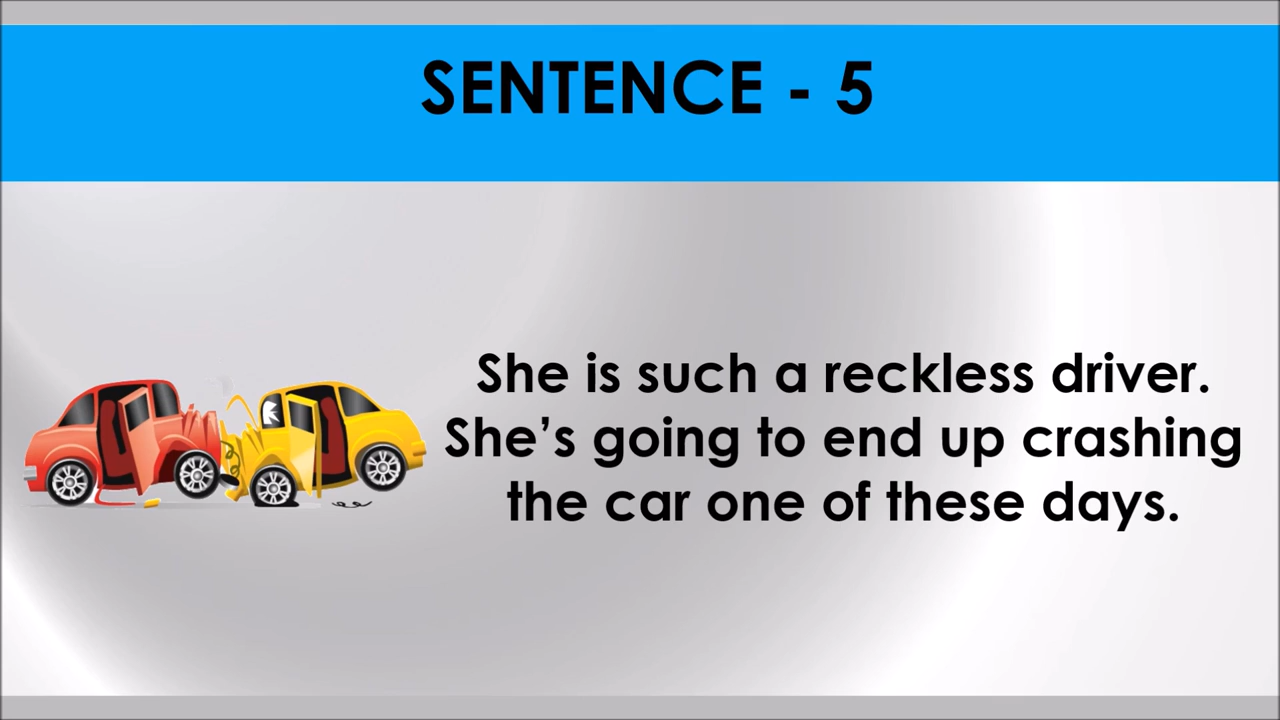 SENTENCE - 5
She is such a reckless driver.
She’s going to end up crashing
the car one of these days.